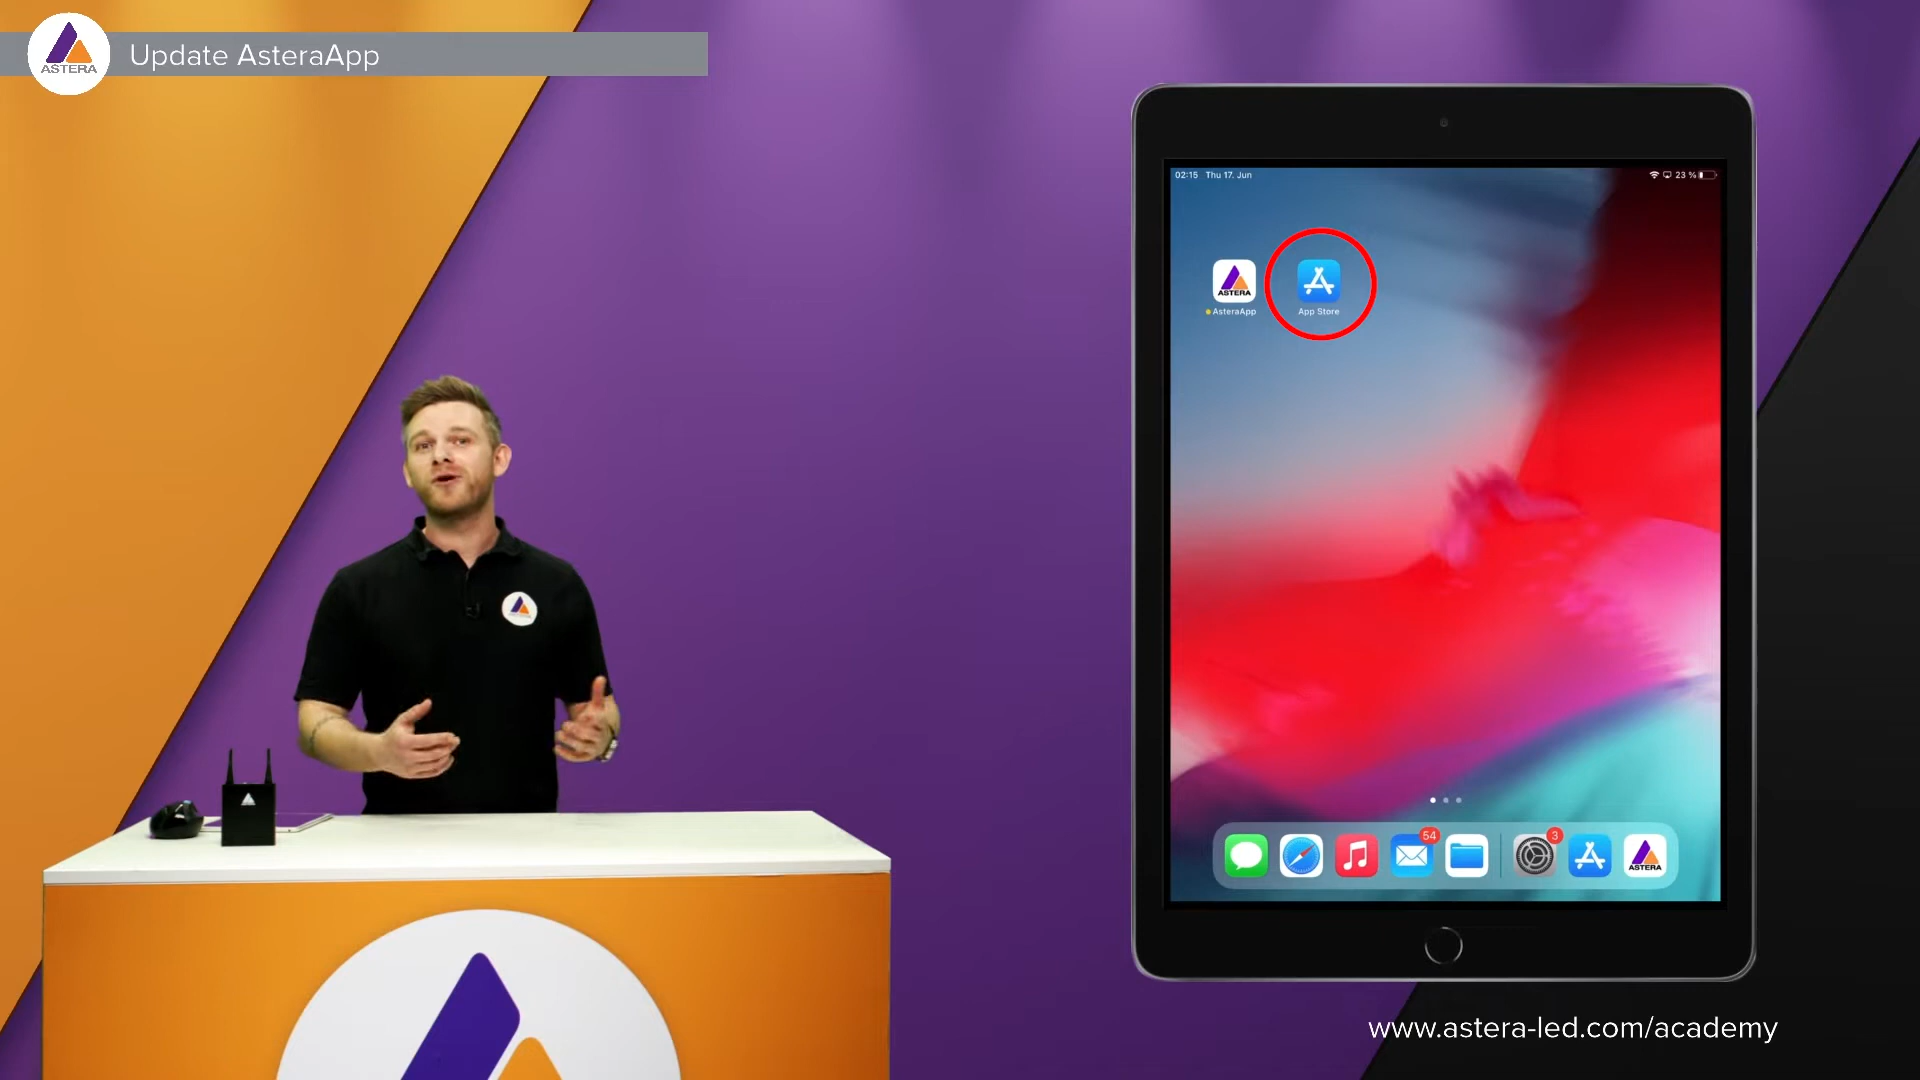 ASTERA
Update AsteraApp
02:15 Thu 17. Jun
23 %
ASTERA
AsteraApp
App Store
54
3
ASTERA
www.astera-led.com/academy